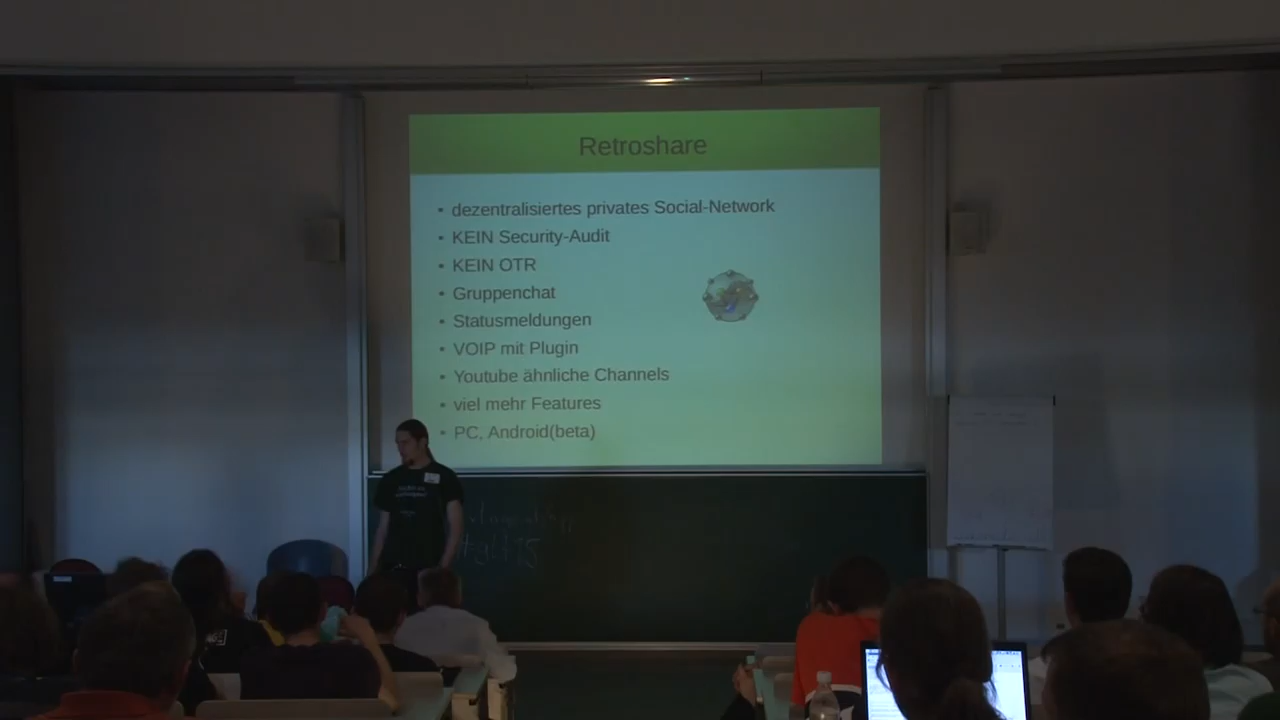 Retroshare
• dezentralisiertes privates Social-Network
• KEIN Security-Audit
• KEIN OTR
• Gruppenchat
• Statusmeldungen
• VOIP mit Plugin
• Youtube ähnliche Channels
• viel mehr Features
• PC, Android(beta)